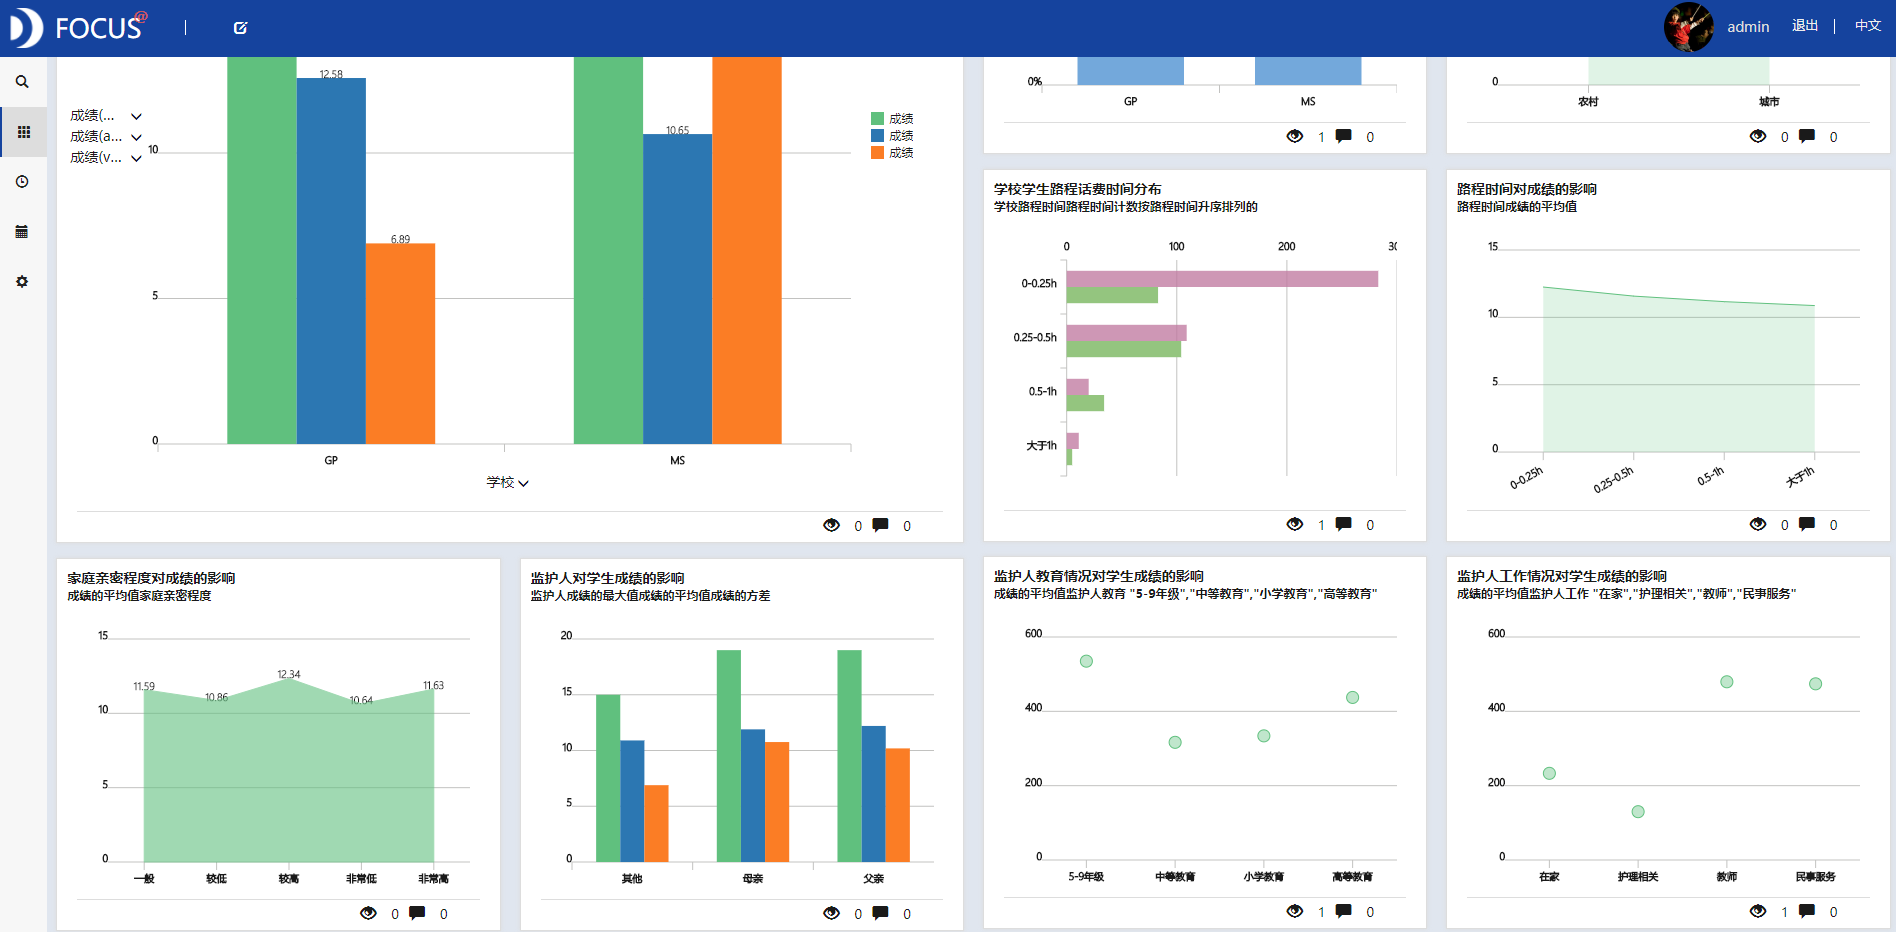 FOCUS@
admin 退出 中文
12.58
10.65
6.89
成绩(...
成绩(a...
成绩(v...
10
5
0
GP MS
学校
成绩
成绩
成绩
0 0
0%
GP MS
1 0
0
农村 城市
0 0
学校学生路程话费时间分布
学校路程时间路程时间计数按路程时间升序排列的
0 100 200
0-0.25h
0.25-0.5h
0.5-1h
大于1h
1 0
路程时间对成绩的影响
路程时间成绩的平均值
15
10
5
0
0-0.25h 0.25-0.5h 0.5-1h 大于1h
0 0
家庭亲密程度对成绩的影响
成绩的平均值家庭亲密程度
15
10
5
0
11.59 10.86 12.34 10.64 11.63
一般 较低 较高 非常低 非常高
0 0
监护人对学生成绩的影响
监护人成绩的最大值成绩的平均值成绩的方差
20
15
10
5
0
其他 母亲 父亲
0 0
监护人教育情况对学生成绩的影响
成绩的平均值监护人教育 "5-9年级","中等教育","小学教育","高等教育"
600
400
200
0
5-9年级 中等教育 小学教育 高等教育
1 0
监护人工作情况对学生成绩的影响
成绩的平均值监护人工作 "在家","护理相关","教师","民事服务"
600
400
200
0
在家 护理相关 教师 民事服务
1 0